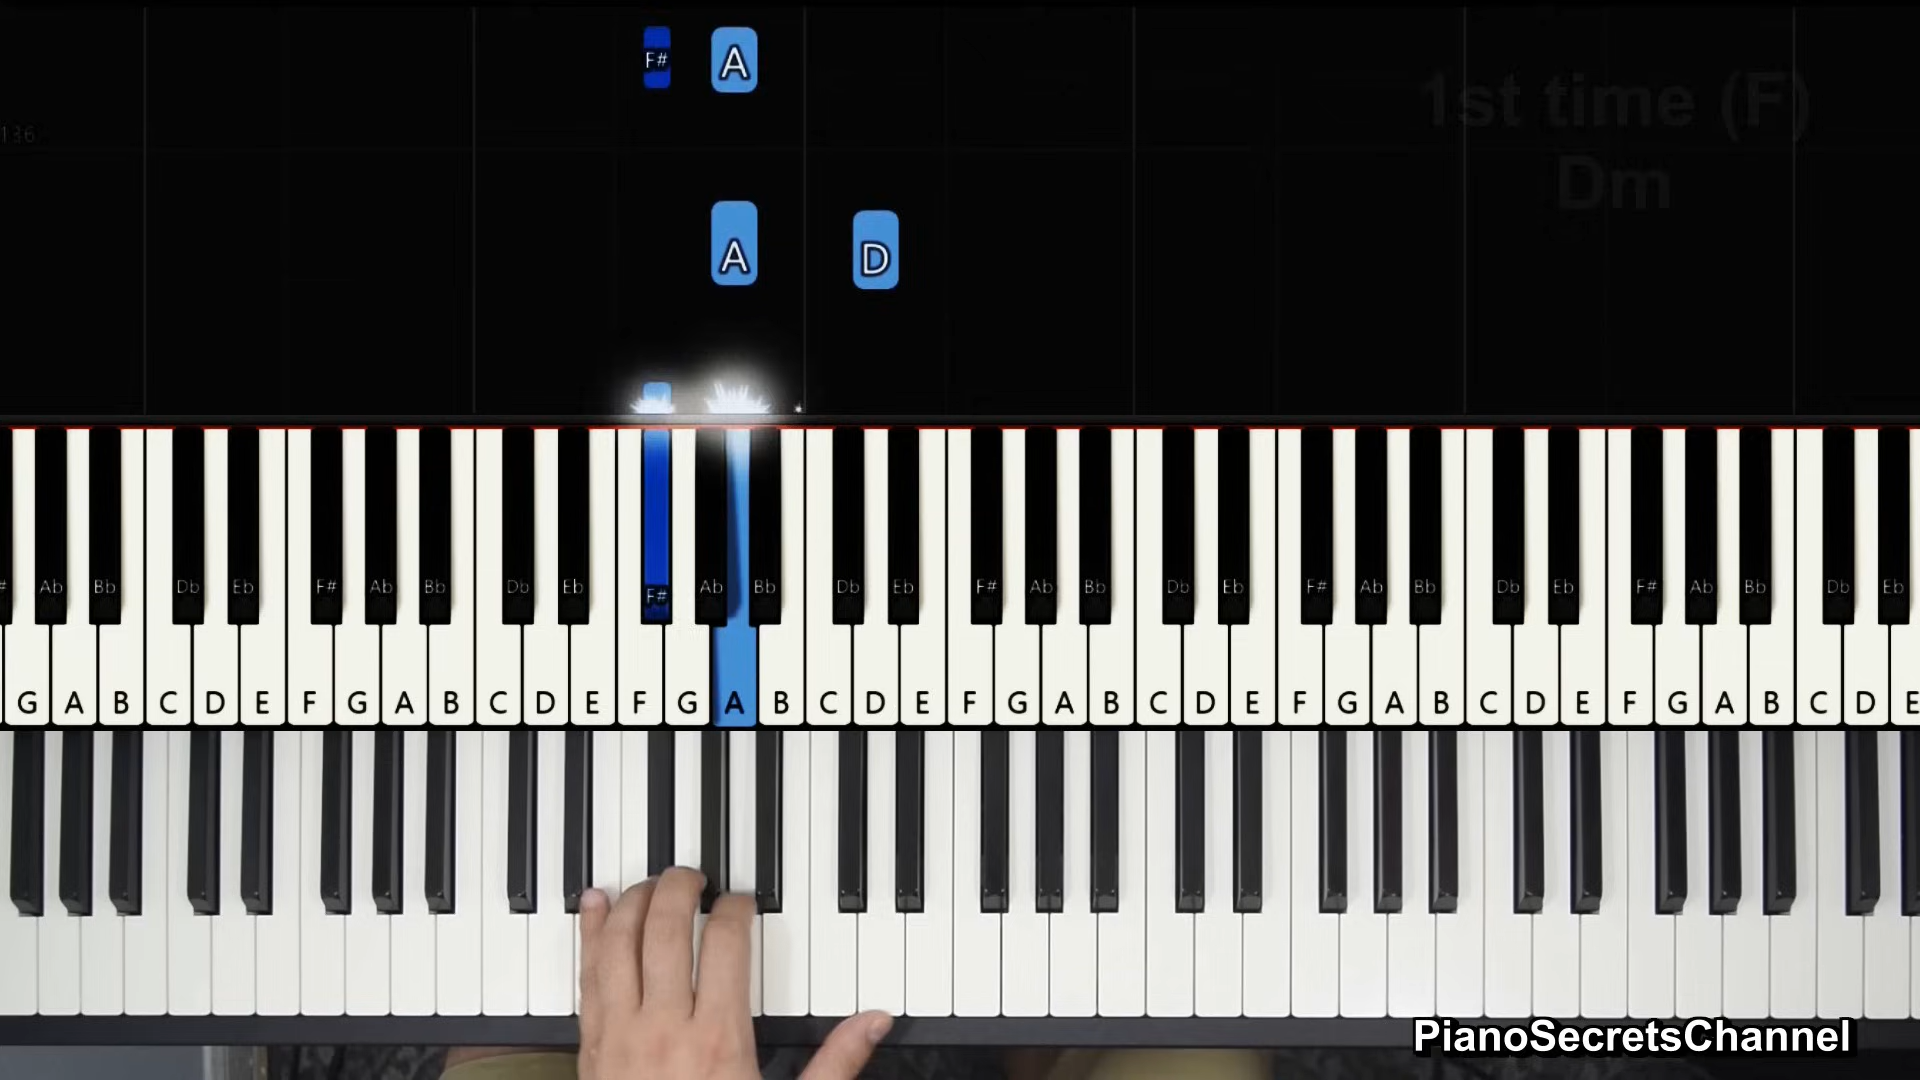 F# A
1st time (F)
136
Dm
A D
# Ab Bb Db Eb F# Ab Bb Db Eb F# Ab Bb Db Eb F# Ab Bb Db Eb F# Ab Bb Db Eb F# Ab Bb Db Eb
G A B C D E F G A B C D E F G A B C D E F G A B C D E F G A B C D E F G A B C D E
PianoSecretsChannel